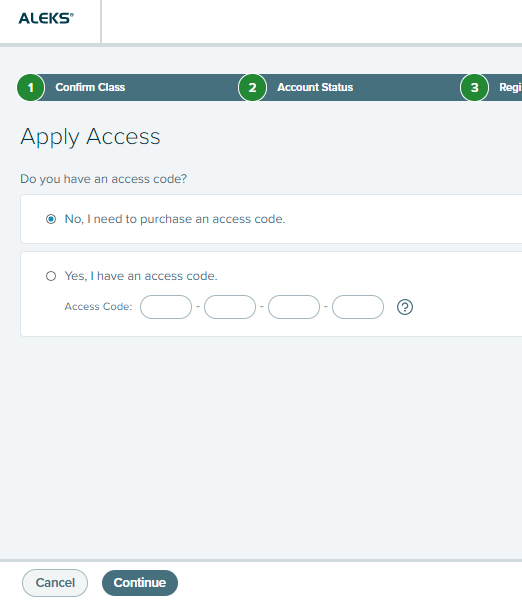 ALEKS®
1 Confirm Class 2 Account Status 3 Regi
Apply Access
Do you have an access code?
No, I need to purchase an access code.
Yes, I have an access code.
Access Code: - - - ?
Cancel Continue